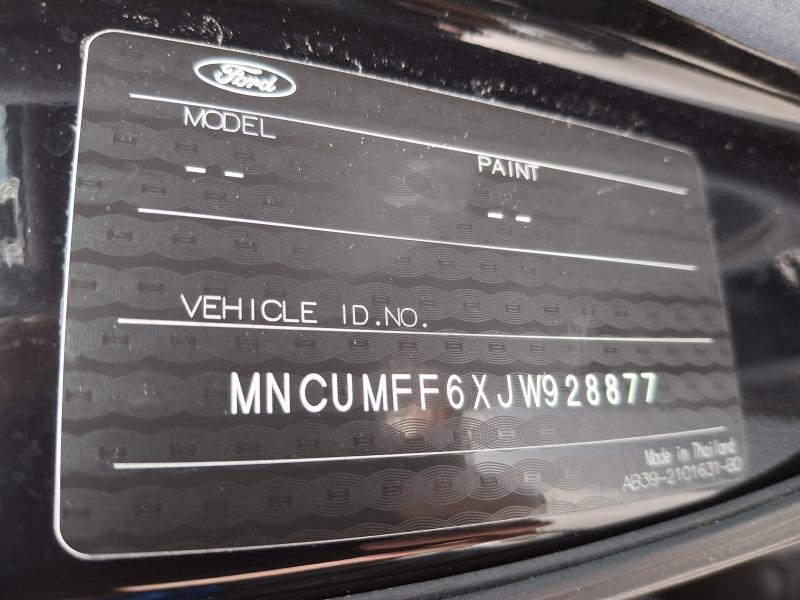 Ford
MODEL
PAINT
-- --
VEHICLE ID.NO.
MNCUMFF6XJW928877
Made in Thailand
AB39-2101631-BD